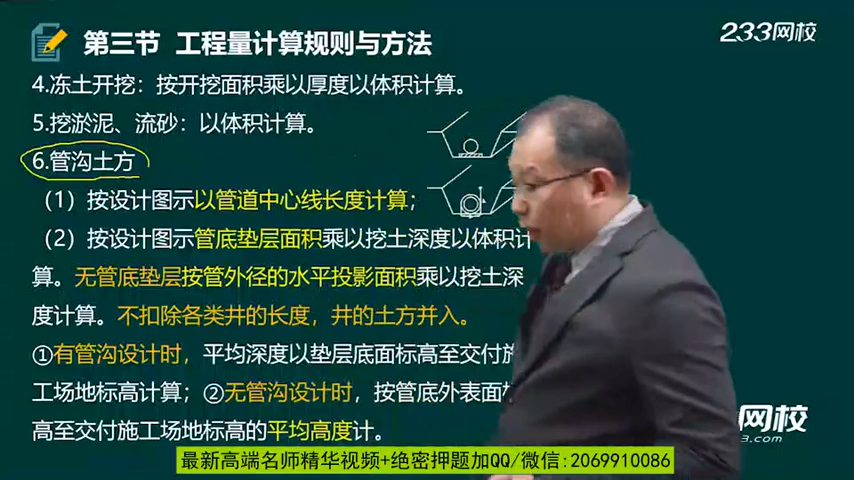 第三节 工程量计算规则与方法
233网校
4.冻土开挖：按开挖面积乘以厚度以体积计算。
5.挖淤泥、流砂：以体积计算。
6.管沟土方
（1）按设计图示以管道中心线长度计算；
（2）按设计图示管底垫层面积乘以挖土深度以体积计
算。无管底垫层按管外径的水平投影面积乘以挖土深
度计算。不扣除各类井的长度，井的土方并入。
①有管沟设计时，平均深度以垫层底面标高至交付施
工场地标高计算；②无管沟设计时，按管底外表面标
高至交付施工场地标高的平均高度计。
网校
3.com
最新高端名师精华视频+绝密押题加QQ/微信:2069910086